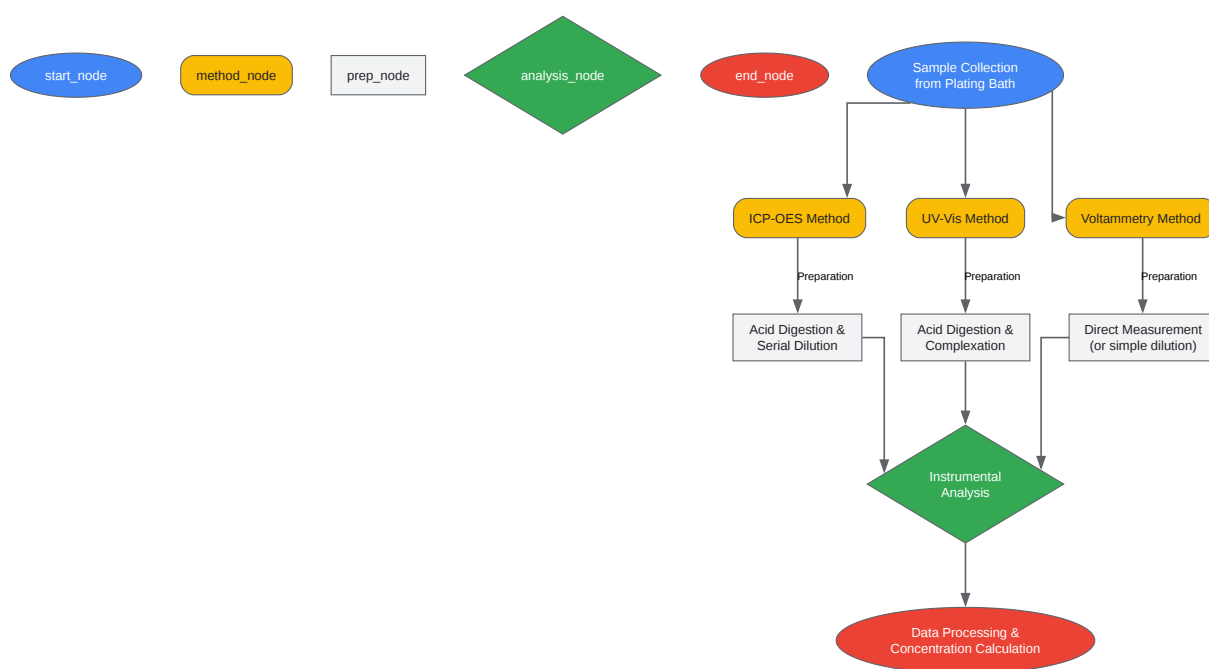 start_node
method_node
prep_node
analysis_node
end_node
Sample Collection
from Plating Bath
ICP-OES Method
UV-Vis Method
Voltammetry Method
Preparation
Preparation
Preparation
Acid Digestion &
Serial Dilution
Acid Digestion &
Complexation
Direct Measurement
(or simple dilution)
Instrumental
Analysis
Data Processing &
Concentration Calculation